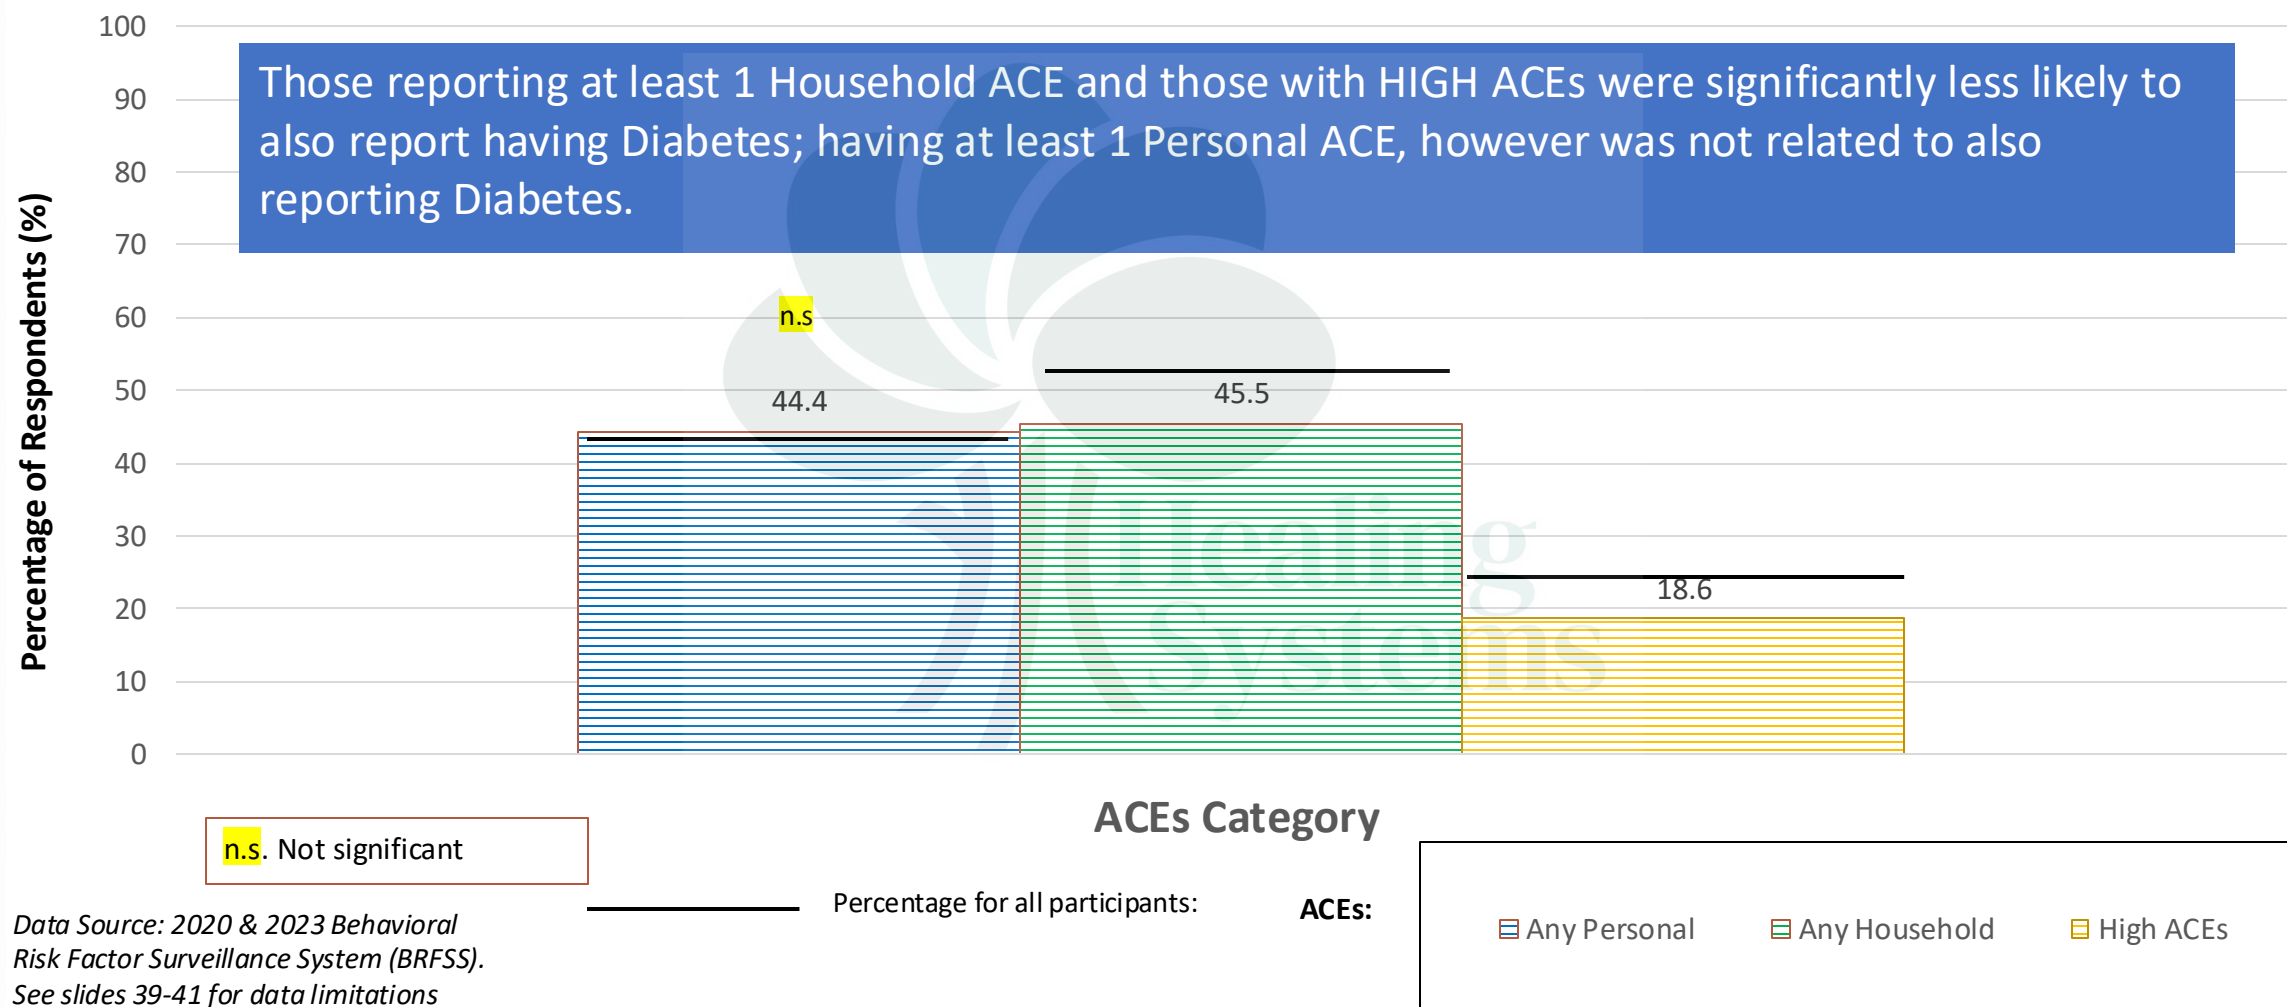 Those reporting at least 1 Household ACE and those with HIGH ACEs were significantly less likely to
also report having Diabetes; having at least 1 Personal ACE, however was not related to also
reporting Diabetes.
Percentage of Respondents (%)
100
90
80
70
60
50
40
30
20
10
0
n.s
44.4
45.5
18.6
Healing
Systems
ACEs Category
n.s. Not significant
Percentage for all participants:
ACEs:
Any Personal
Any Household
High ACEs
Data Source: 2020 & 2023 Behavioral
Risk Factor Surveillance System (BRFSS).
See slides 39-41 for data limitations